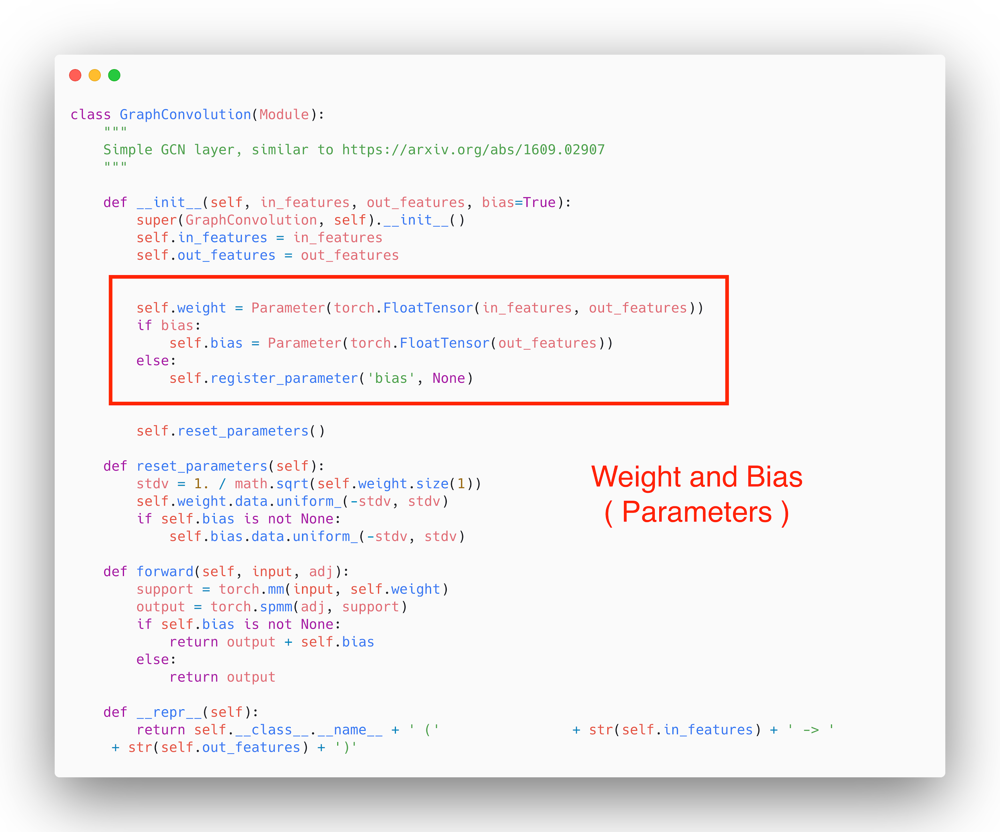 class GraphConvolution(Module):
    """
    Simple GCN layer, similar to https://arxiv.org/abs/1609.02907
    """
    def __init__(self, in_features, out_features, bias=True):
        super(GraphConvolution, self).__init__()
        self.in_features = in_features
        self.out_features = out_features
        self.weight = Parameter(torch.FloatTensor(in_features, out_features))
        if bias:
            self.bias = Parameter(torch.FloatTensor(out_features))
        else:
            self.register_parameter('bias', None)
        self.reset_parameters()
    def reset_parameters(self):
        stdv = 1. / math.sqrt(self.weight.size(1))
        self.weight.data.uniform_(-stdv, stdv)
        if self.bias is not None:
            self.bias.data.uniform_(-stdv, stdv)
Weight and Bias
( Parameters )
    def forward(self, input, adj):
        support = torch.mm(input, self.weight)
        output = torch.spmm(adj, support)
        if self.bias is not None:
            return output + self.bias
        else:
            return output
    def __repr__(self):
        return self.__class__.__name__ + ' ('                + str(self.in_features) + ' -> '
     + str(self.out_features) + ')'